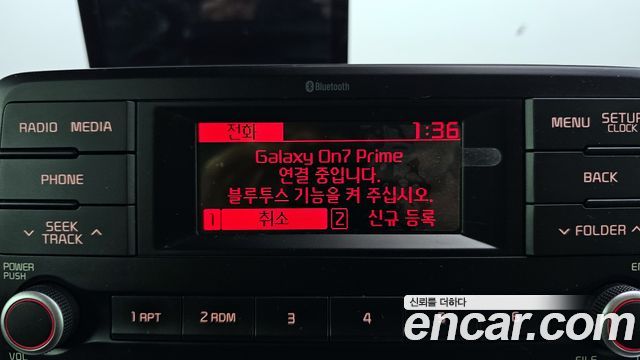 Bluetooth
RADIO MEDIA
PHONE
SEEK
TRACK
POWER
PUSH
VOL
전화 1:36
Galaxy On7 Prime
연결 중입니다.
블루투스 기능을 켜 주십시오.
1 취소 2 신규 등록
MENU SETUP
CLOCK
BACK
FOLDER
1 RPT 2 RDM 3 4
FILE
신뢰를 더하다
encar.com